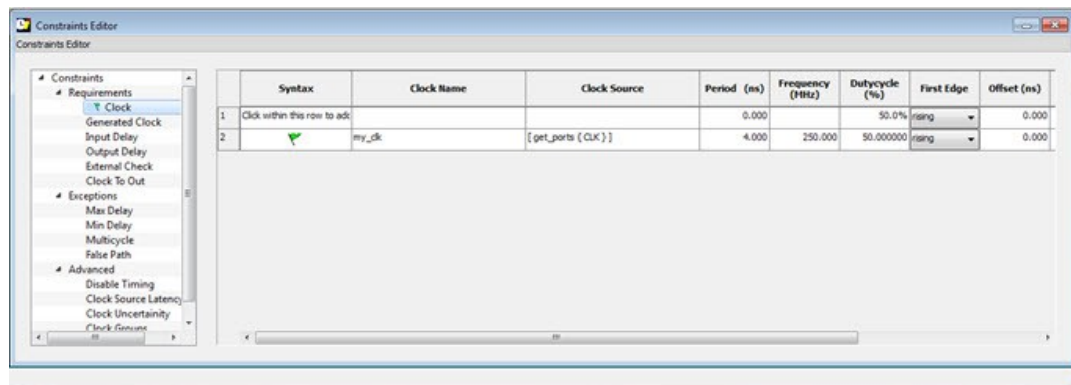 Constraints Editor
Constraints Editor
Constraints
Requirements
Clock
Generated Clock
Input Delay
Output Delay
External Check
Clock To Out
Exceptions
Max Delay
Min Delay
Multicycle
False Path
Advanced
Disable Timing
Clock Source Latency
Clock Uncertainity
Clock Groups
Syntax Clock Name Clock Source Period (ns) Frequency (MHz) Dutycycle (%) First Edge Offset (ns)
1 Click within this row to add 0.000 50.0% rising 0.000
2 my_clk [ get_ports { CLK } ] 4.000 250.000 50.000000 rising 0.000